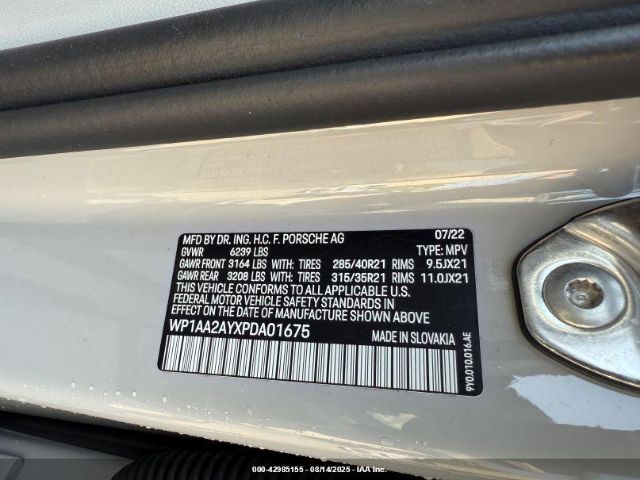 MFD BY DR. ING. H.C. F. PORSCHE AG 07/22
GVWR 6239 LBS TYPE: MPV
GAWR FRONT 3164 LBS WITH: TIRES 285/40R21 RIMS 9.5JX21
GAWR REAR 3208 LBS WITH: TIRES 315/35R21 RIMS 11.0JX21
THIS VEHICLE CONFORMS TO ALL APPLICABLE U.S.
FEDERAL MOTOR VEHICLE SAFETY STANDARDS IN
EFFECT ON THE DATE OF MANUFACTURE SHOWN ABOVE
WP1AA2AYXPDA01675 MADE IN SLOVAKIA
9Y0.010.016.AE
000-42985155 - 08/14/2025 - IAA Inc.